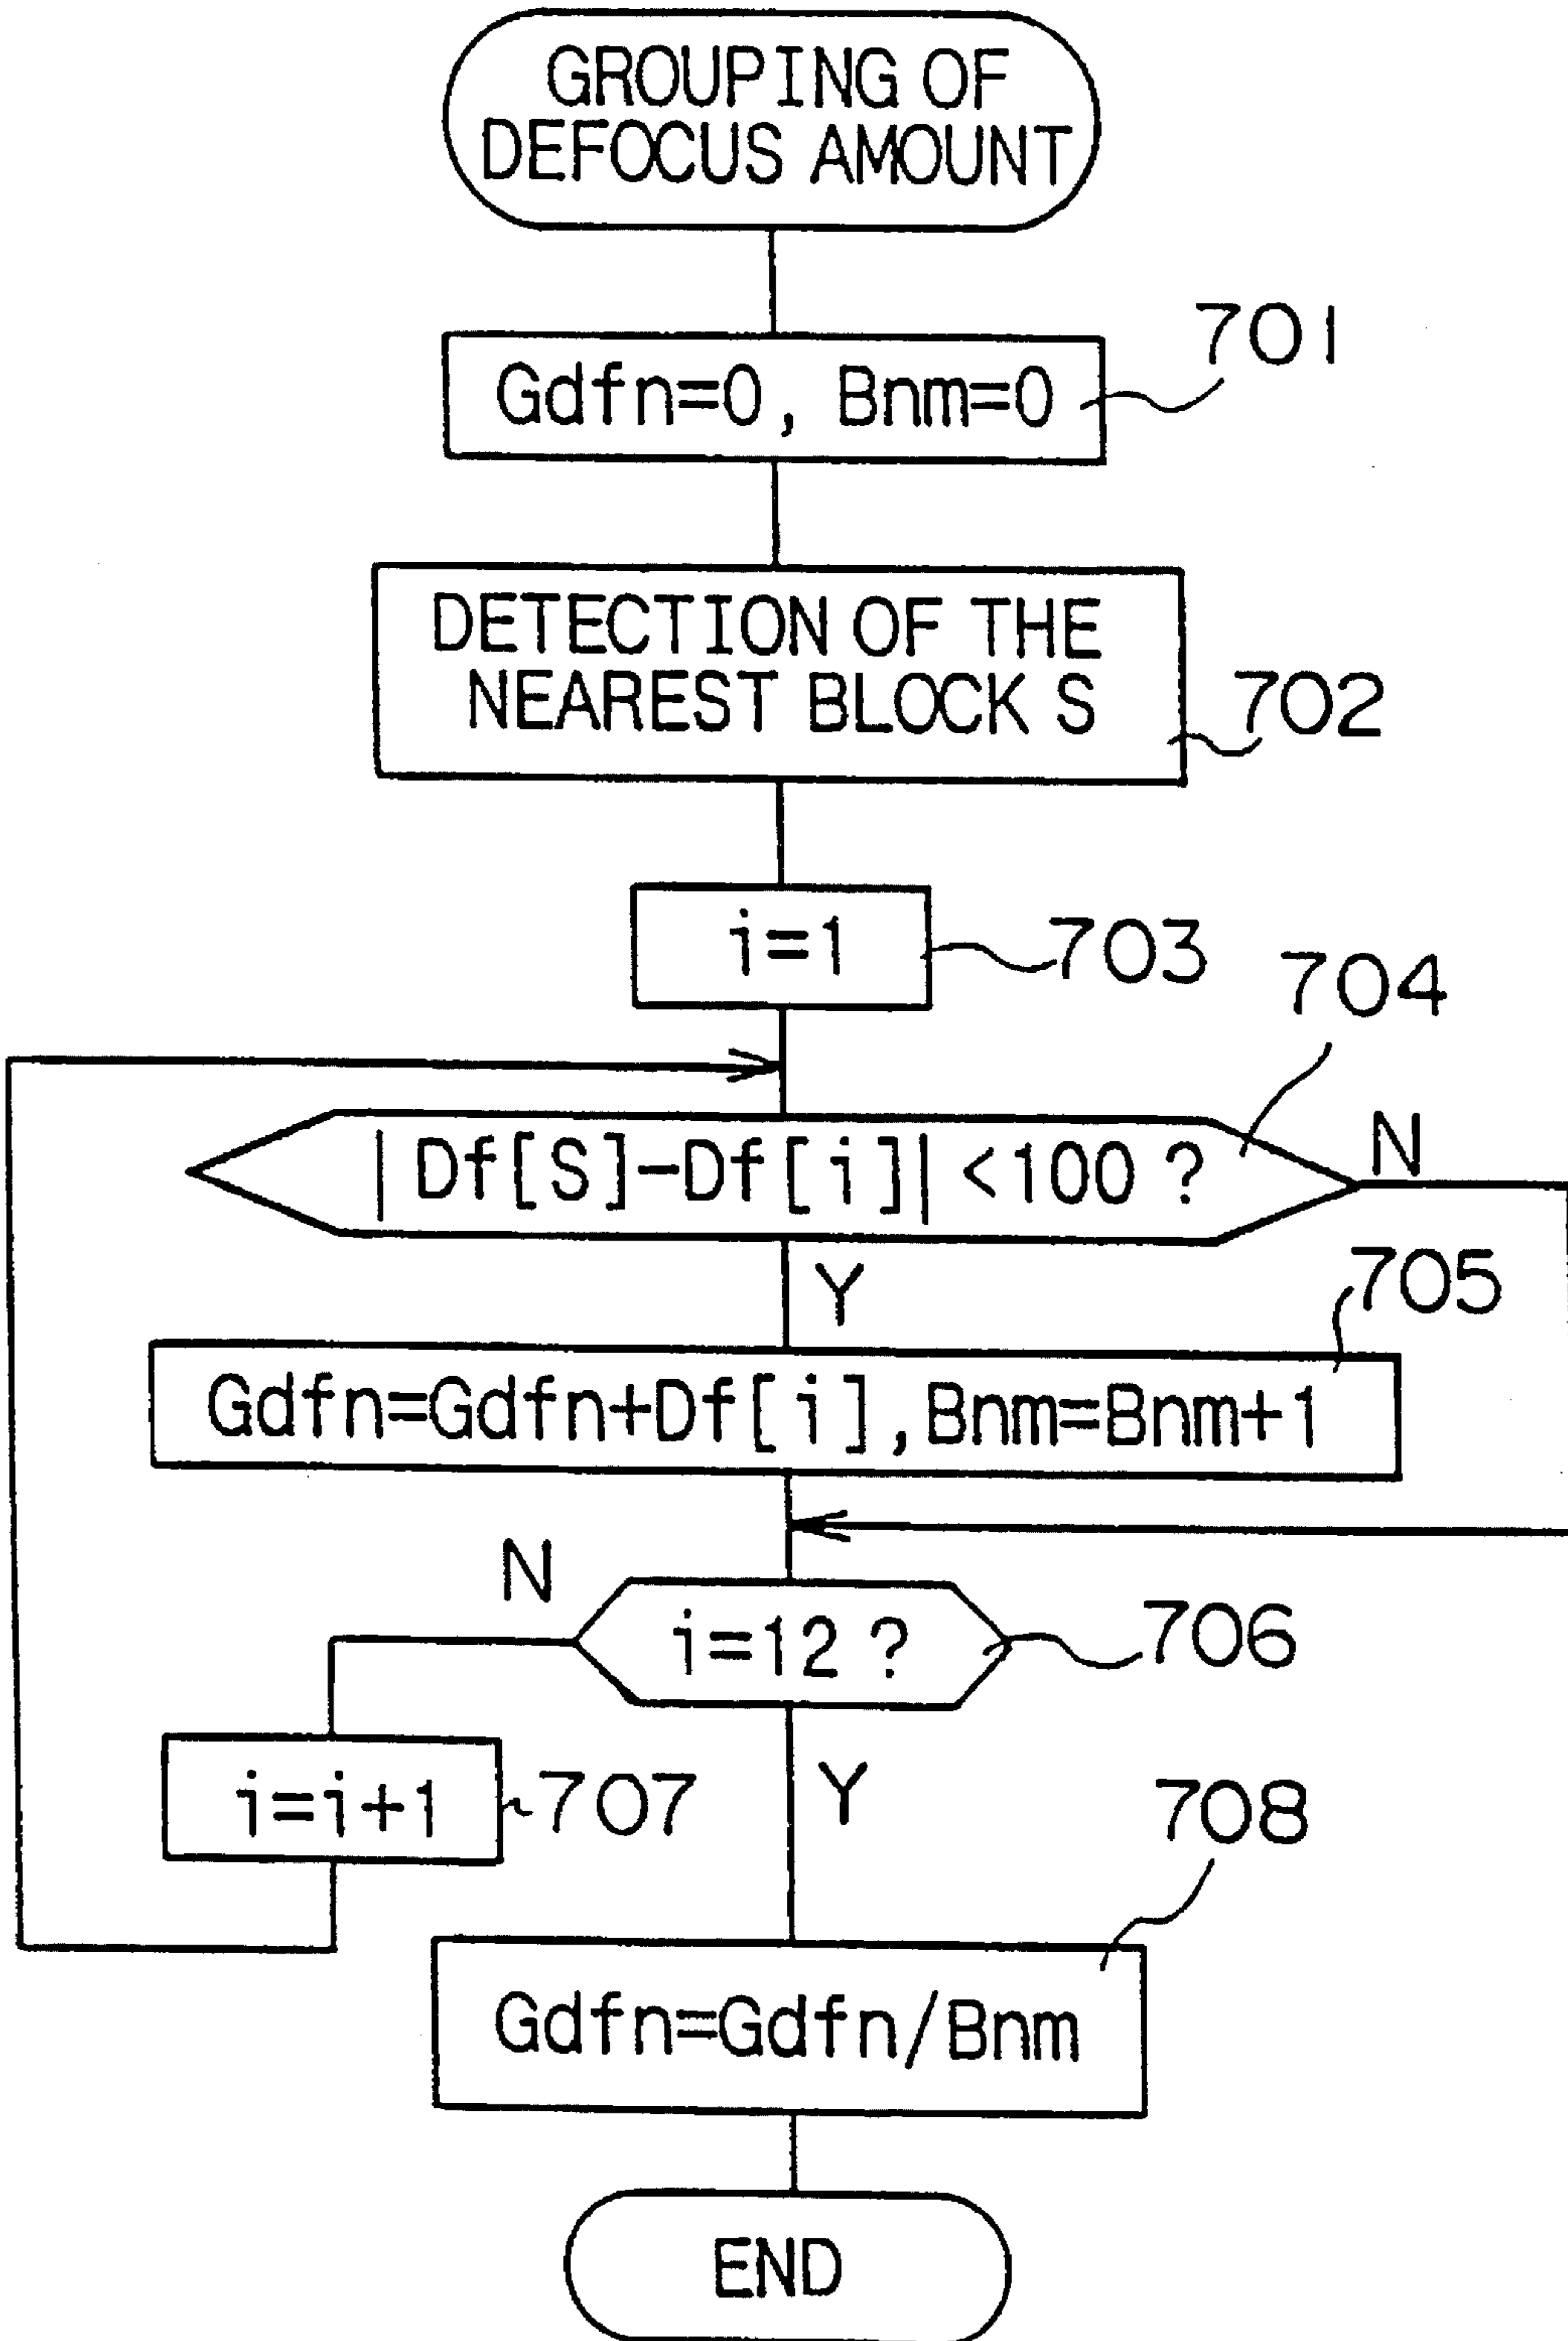 GROUPING OF
DEFOCUS AMOUNT
Gdfn=0, Bnm=0
701
DETECTION OF THE
NEAREST BLOCK S
702
i=1
703
704
|Df[S]-Df[i]|<100 ?
N
Y
705
Gdfn=Gdfn+Df[i],Bnm=Bnm+1
N
i=12 ?
706
i=i+1
707
Y
708
Gdfn=Gdfn/Bnm
END